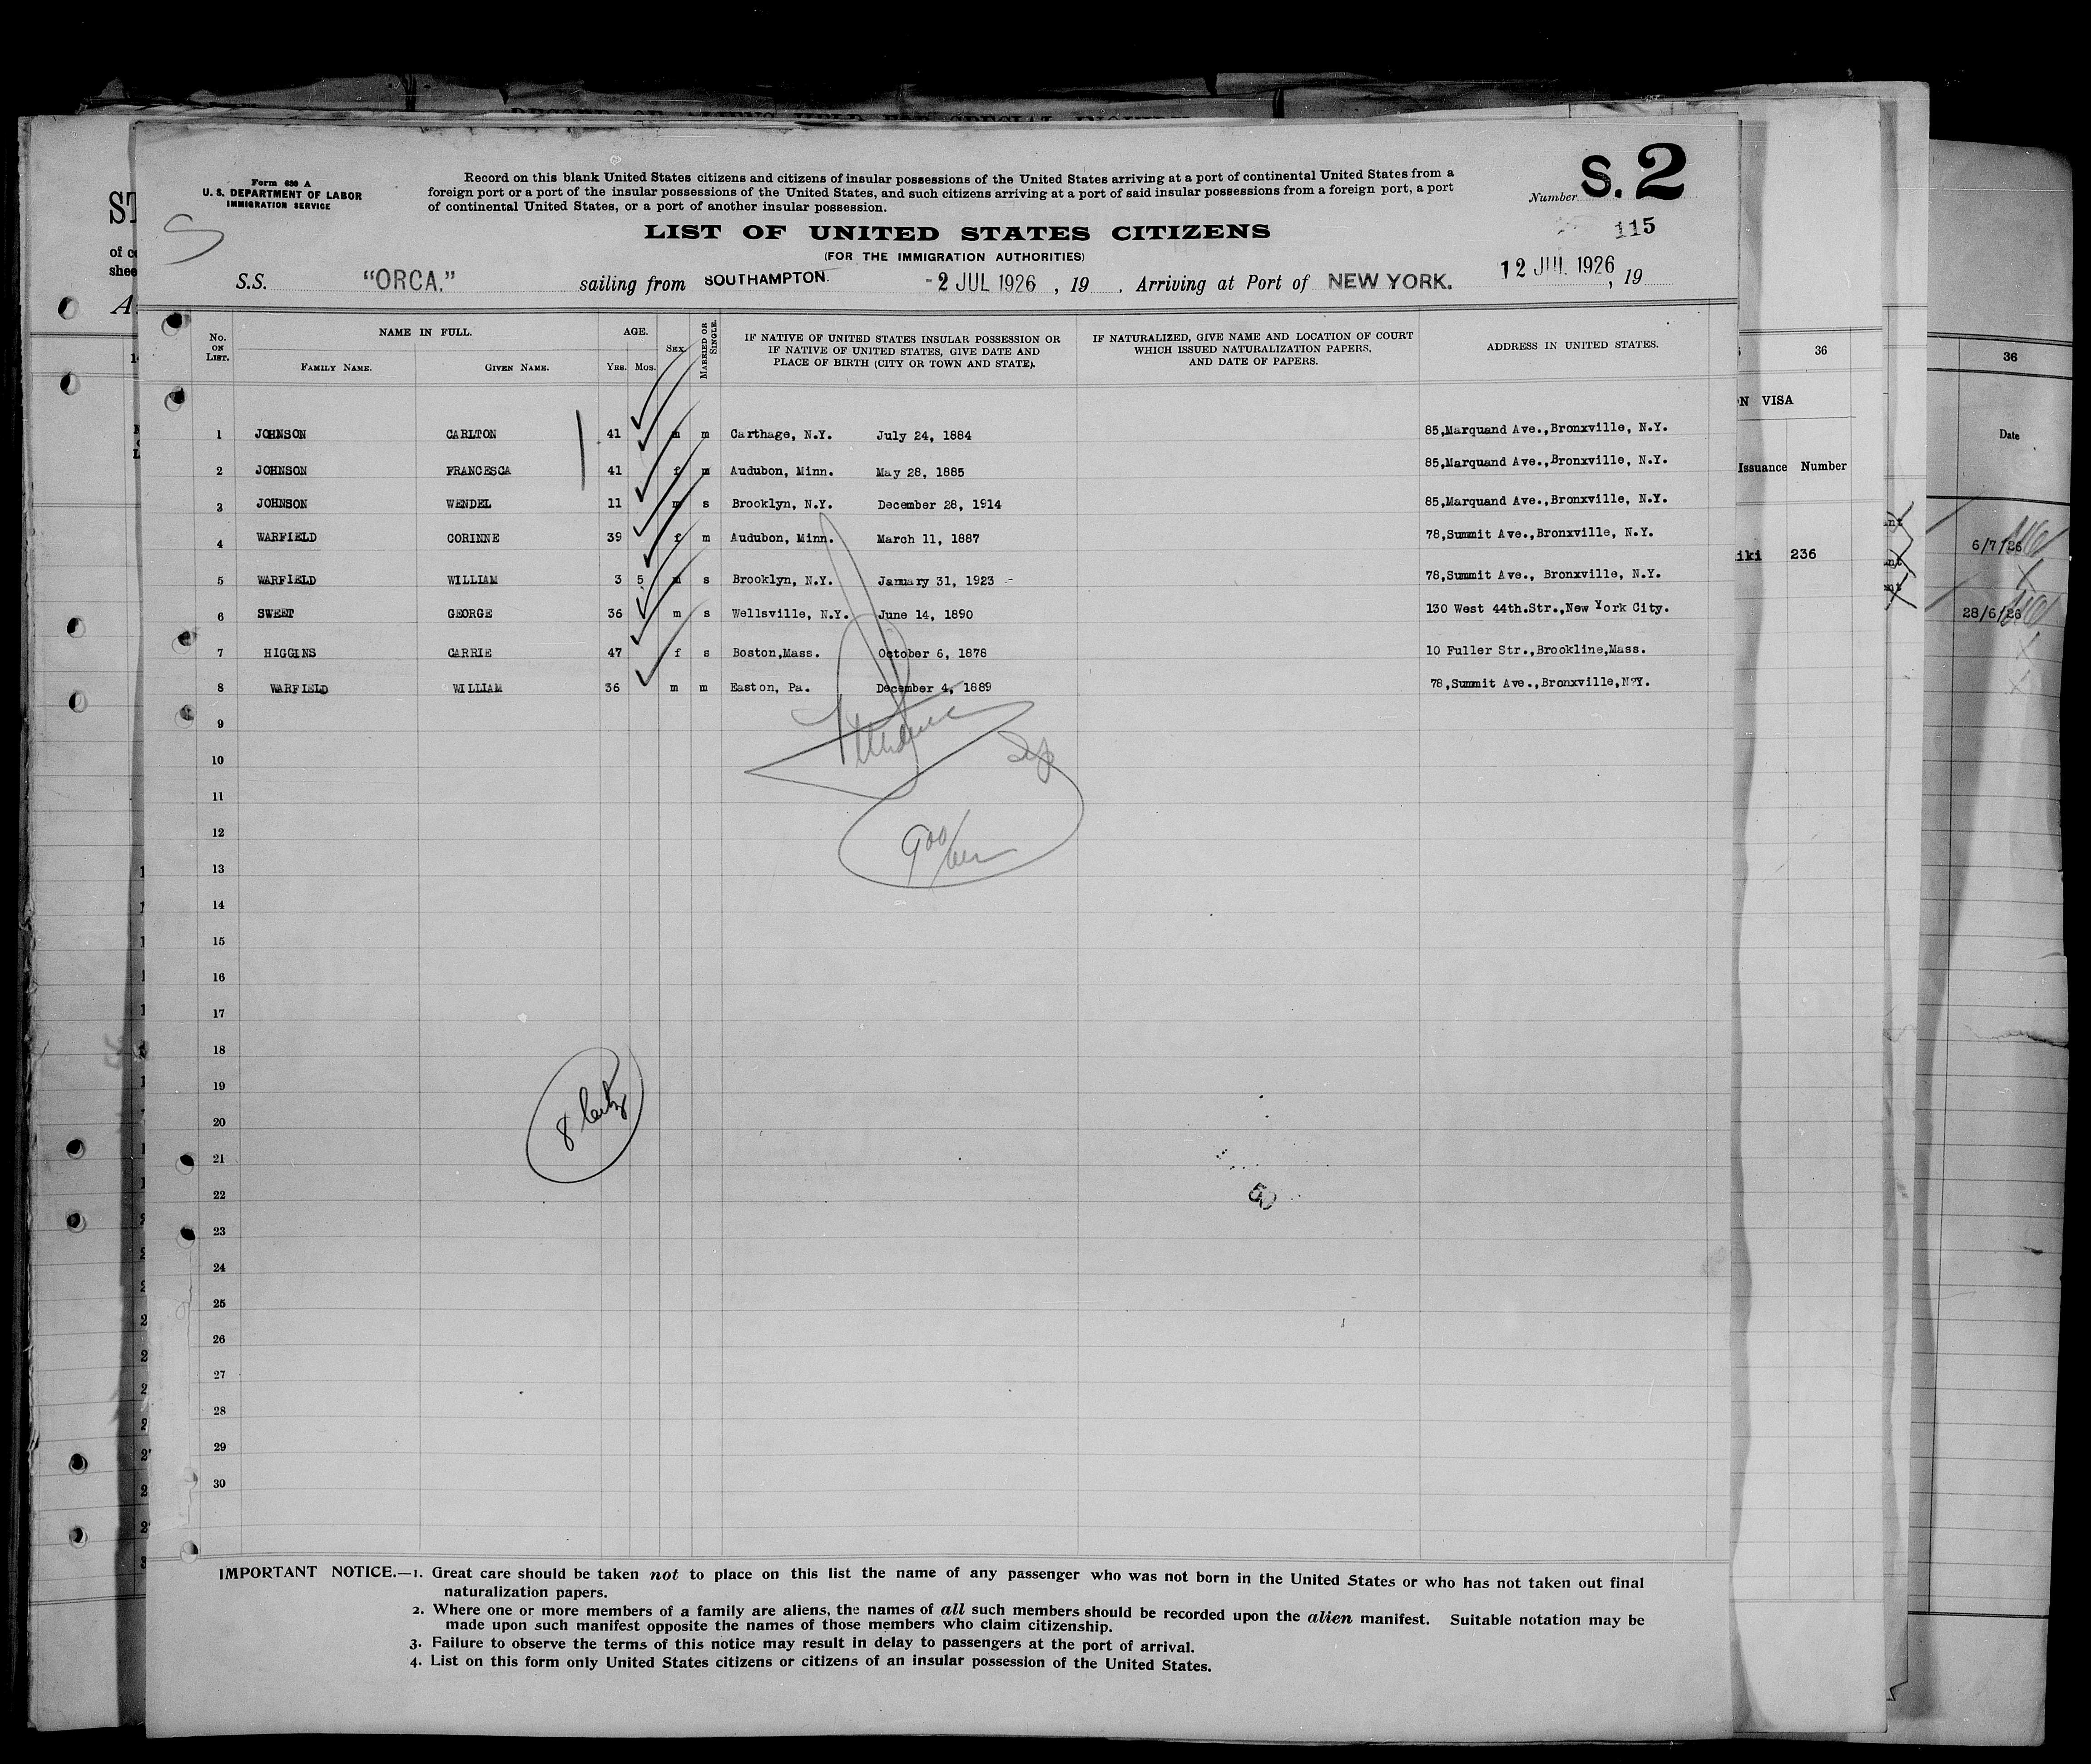 Form 630 A
U. S. DEPARTMENT OF LABOR
IMMIGRATION SERVICE
S
Record on this blank United States citizens and citizens of insular possessions of the United States arriving at a port of continental United States from a
foreign port or a port of the insular possessions of the United States, and such citizens arriving at a port of said insular possessions from a foreign port, a port
of continental United States, or a port of another insular possession.
Number S. 2
115
LIST OF UNITED STATES CITIZENS
(FOR THE IMMIGRATION AUTHORITIES)
S.S. "ORCA." sailing from SOUTHAMPTON. -2 JUL 1926, 19 . Arriving at Port of NEW YORK. 12 JUL 1926, 19
No. ON LIST. NAME IN FULL. FAMILY NAME. GIVEN NAME. AGE. YRS. MOS. SEX. MARRIED OR SINGLE. IF NATIVE OF UNITED STATES INSULAR POSSESSION OR IF NATIVE OF UNITED STATES, GIVE DATE AND PLACE OF BIRTH (CITY OR TOWN AND STATE). IF NATURALIZED, GIVE NAME AND LOCATION OF COURT WHICH ISSUED NATURALIZATION PAPERS, AND DATE OF PAPERS. ADDRESS IN UNITED STATES.
1 JOHNSON CARLTON 41 m m Carthage, N.Y. July 24, 1884 85,Marquand Ave.,Bronxville, N.Y.
2 JOHNSON FRANCESCA 41 f m Audubon, Minn. May 28, 1885 85,Marquand Ave.,Bronxville, N.Y.
3 JOHNSON WENDEL 11 m s Brooklyn, N.Y. December 28, 1914 85,Marquand Ave.,Bronxville, N.Y.
4 WARFIELD CORINNE 39 f m Audubon, Minn. March 11, 1887 78,Summit Ave.,Bronxville, N.Y.
5 WARFIELD WILLIAM 3 5 m s Brooklyn, N.Y. January 31, 1923 - 78,Summit Ave., Bronxville, N.Y.
6 SWEET GEORGE 36 m s Wellsville, N.Y. June 14, 1890 130 West 44th.Str.,New York City.
7 HIGGINS CARRIE 47 f s Boston,Mass. October 6, 1878 10 Fuller Str.,Brookline,Mass.
8 WARFIELD WILLIAM 36 m m Easton, Pa. December 4, 1889 78,Summit Ave.,Bronxville,N.Y.
9
10
11
12
13
14
15
16
17
18
19
20
21
22
23
24
25
26
27
28
29
30
IMPORTANT NOTICE.—1. Great care should be taken not to place on this list the name of any passenger who was not born in the United States or who has not taken out final
naturalization papers.
2. Where one or more members of a family are aliens, the names of all such members should be recorded upon the alien manifest. Suitable notation may be
made upon such manifest opposite the names of those members who claim citizenship.
3. Failure to observe the terms of this notice may result in delay to passengers at the port of arrival.
4. List on this form only United States citizens or citizens of an insular possession of the United States.
36
VISA
Issuance Number
236
36
Date
6/7/26
28/6/26